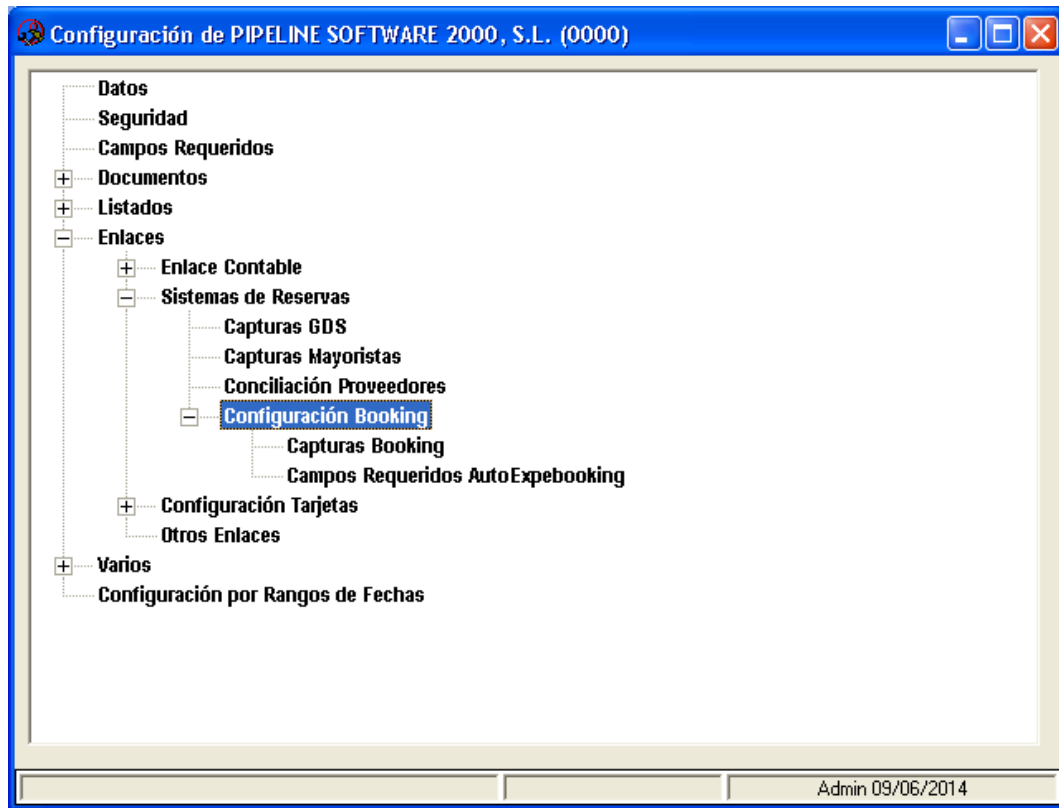 Configuración de PIPELINE SOFTWARE 2000, S.L. (0000)
Datos
Seguridad
Campos Requeridos
Documentos
Listados
Enlaces
Enlace Contable
Sistemas de Reservas
Capturas GDS
Capturas Mayoristas
Conciliación Proveedores
Configuración Booking
Capturas Booking
Campos Requeridos AutoExpebooking
Configuración Tarjetas
Otros Enlaces
Varios
Configuración por Rangos de Fechas
Admin 09/06/2014